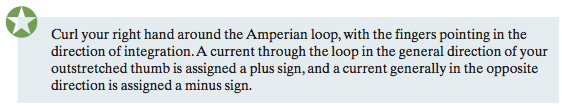 Curl your right hand around the Amperian loop, with the fingers pointing in the
direction of integration. A current through the loop in the general direction of your
outstretched thumb is assigned a plus sign, and a current generally in the opposite
direction is assigned a minus sign.